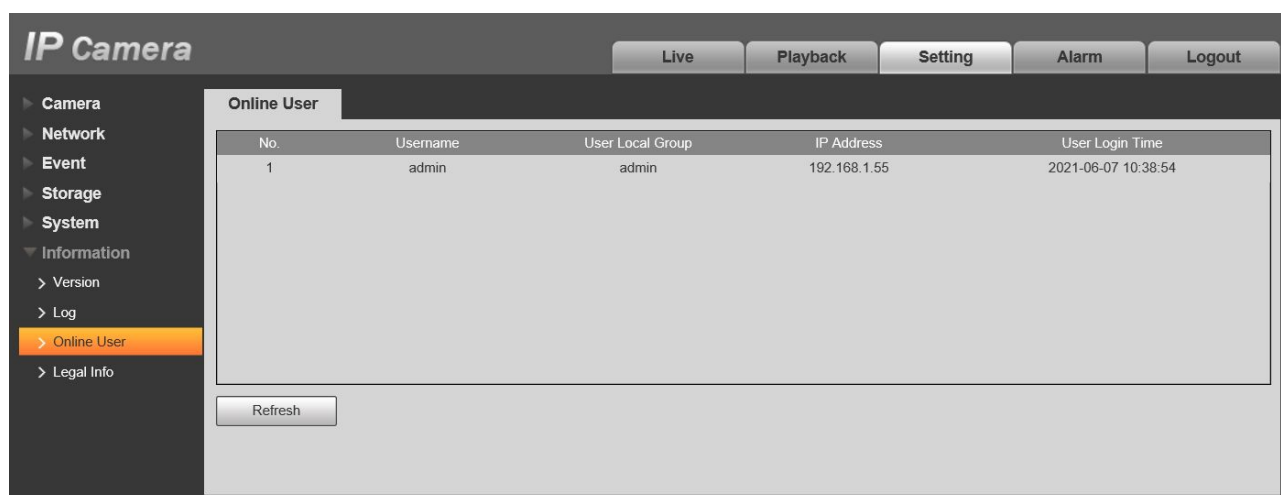 IP Camera
Live Playback Setting Alarm Logout
Camera
Network
Event
Storage
System
Information
Version
Log
Online User
Legal Info
Online User
No. Username User Local Group IP Address User Login Time
1 admin admin 192.168.1.55 2021-06-07 10:38:54
Refresh